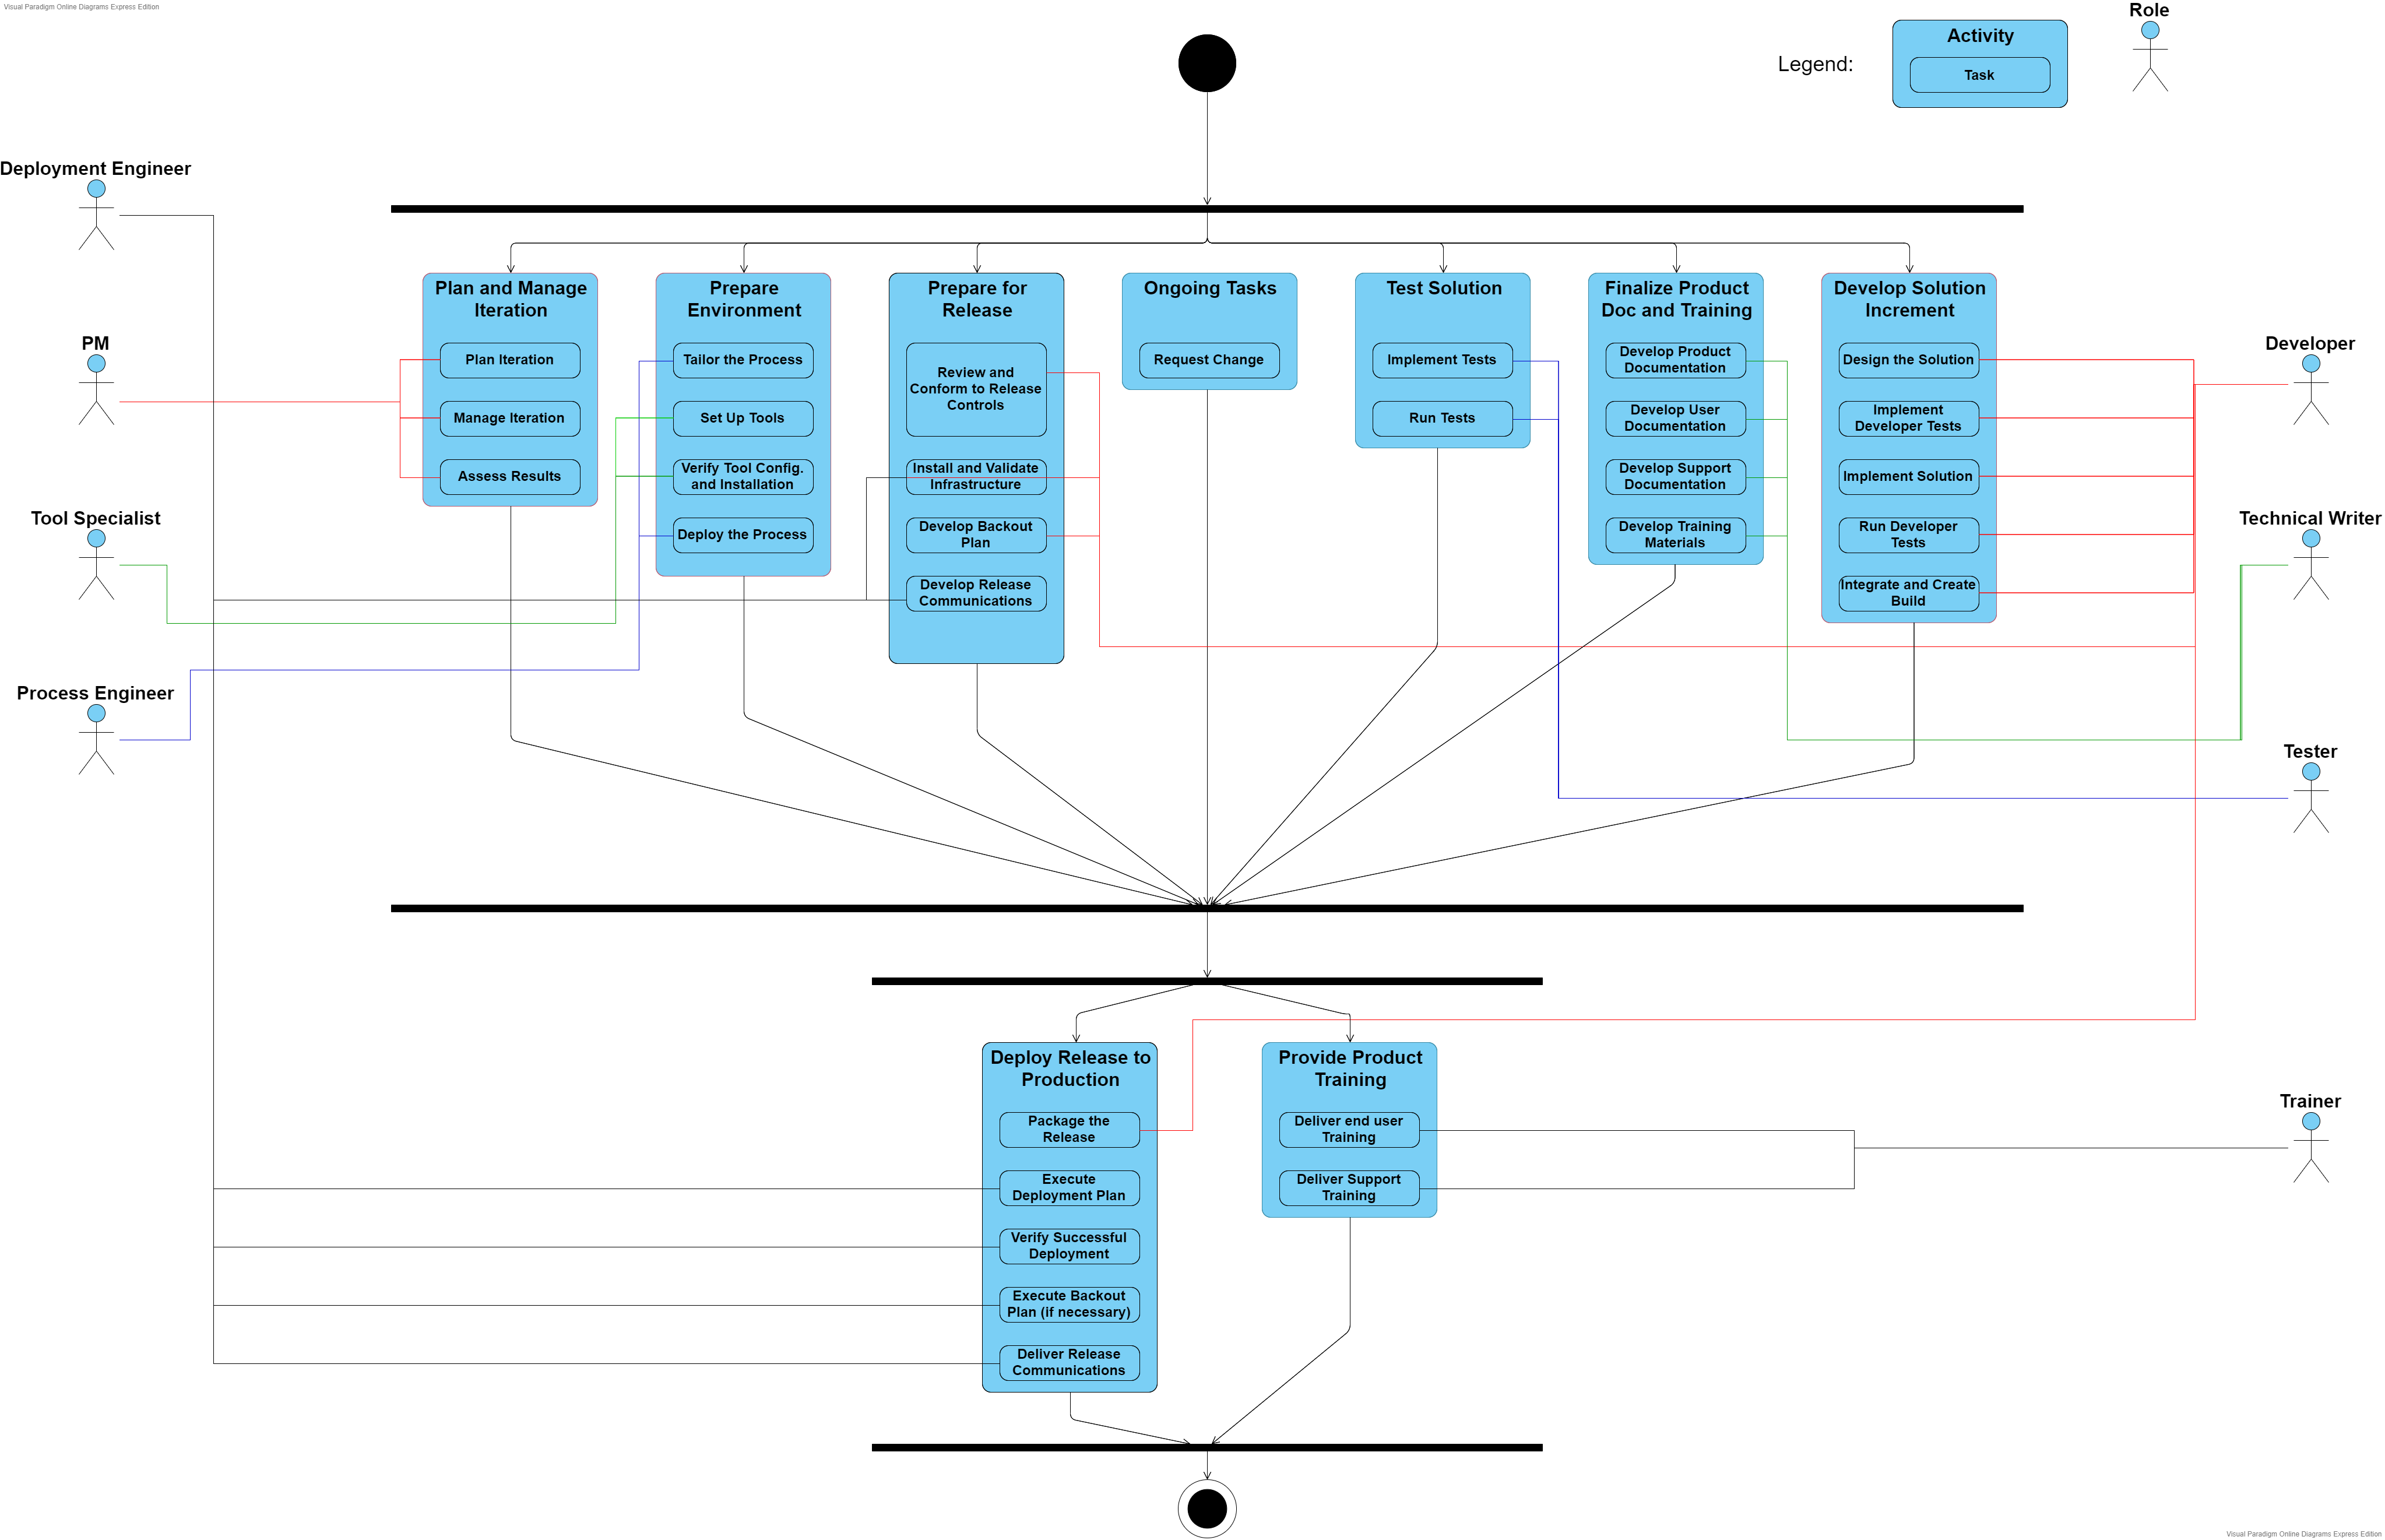 Visual Paradigm Online Diagrams Express Edition
Role
Activity
Legend:
Task
Deployment Engineer
Plan and Manage
Iteration
Plan Iteration
Manage Iteration
Assess Results
Prepare
Environment
Tailor the Process
Set Up Tools
Verify Tool Config.
and Installation
Deploy the Process
Prepare for
Release
Review and
Conform to Release
Controls
Install and Validate
Infrastructure
Develop Backout
Plan
Develop Release
Communications
Ongoing Tasks
Request Change
Test Solution
Implement Tests
Run Tests
Finalize Product
Doc and Training
Develop Product
Documentation
Develop User
Documentation
Develop Support
Documentation
Develop Training
Materials
Develop Solution
Increment
Design the Solution
Implement
Developer Tests
Implement Solution
Run Developer
Tests
Integrate and Create
Build
PM
Developer
Tool Specialist
Technical Writer
Process Engineer
Tester
Deploy Release to
Production
Package the
Release
Execute
Deployment Plan
Verify Successful
Deployment
Execute Backout
Plan (if necessary)
Deliver Release
Communications
Provide Product
Training
Deliver end user
Training
Deliver Support
Training
Trainer
Visual Paradigm Online Diagrams Express Edition